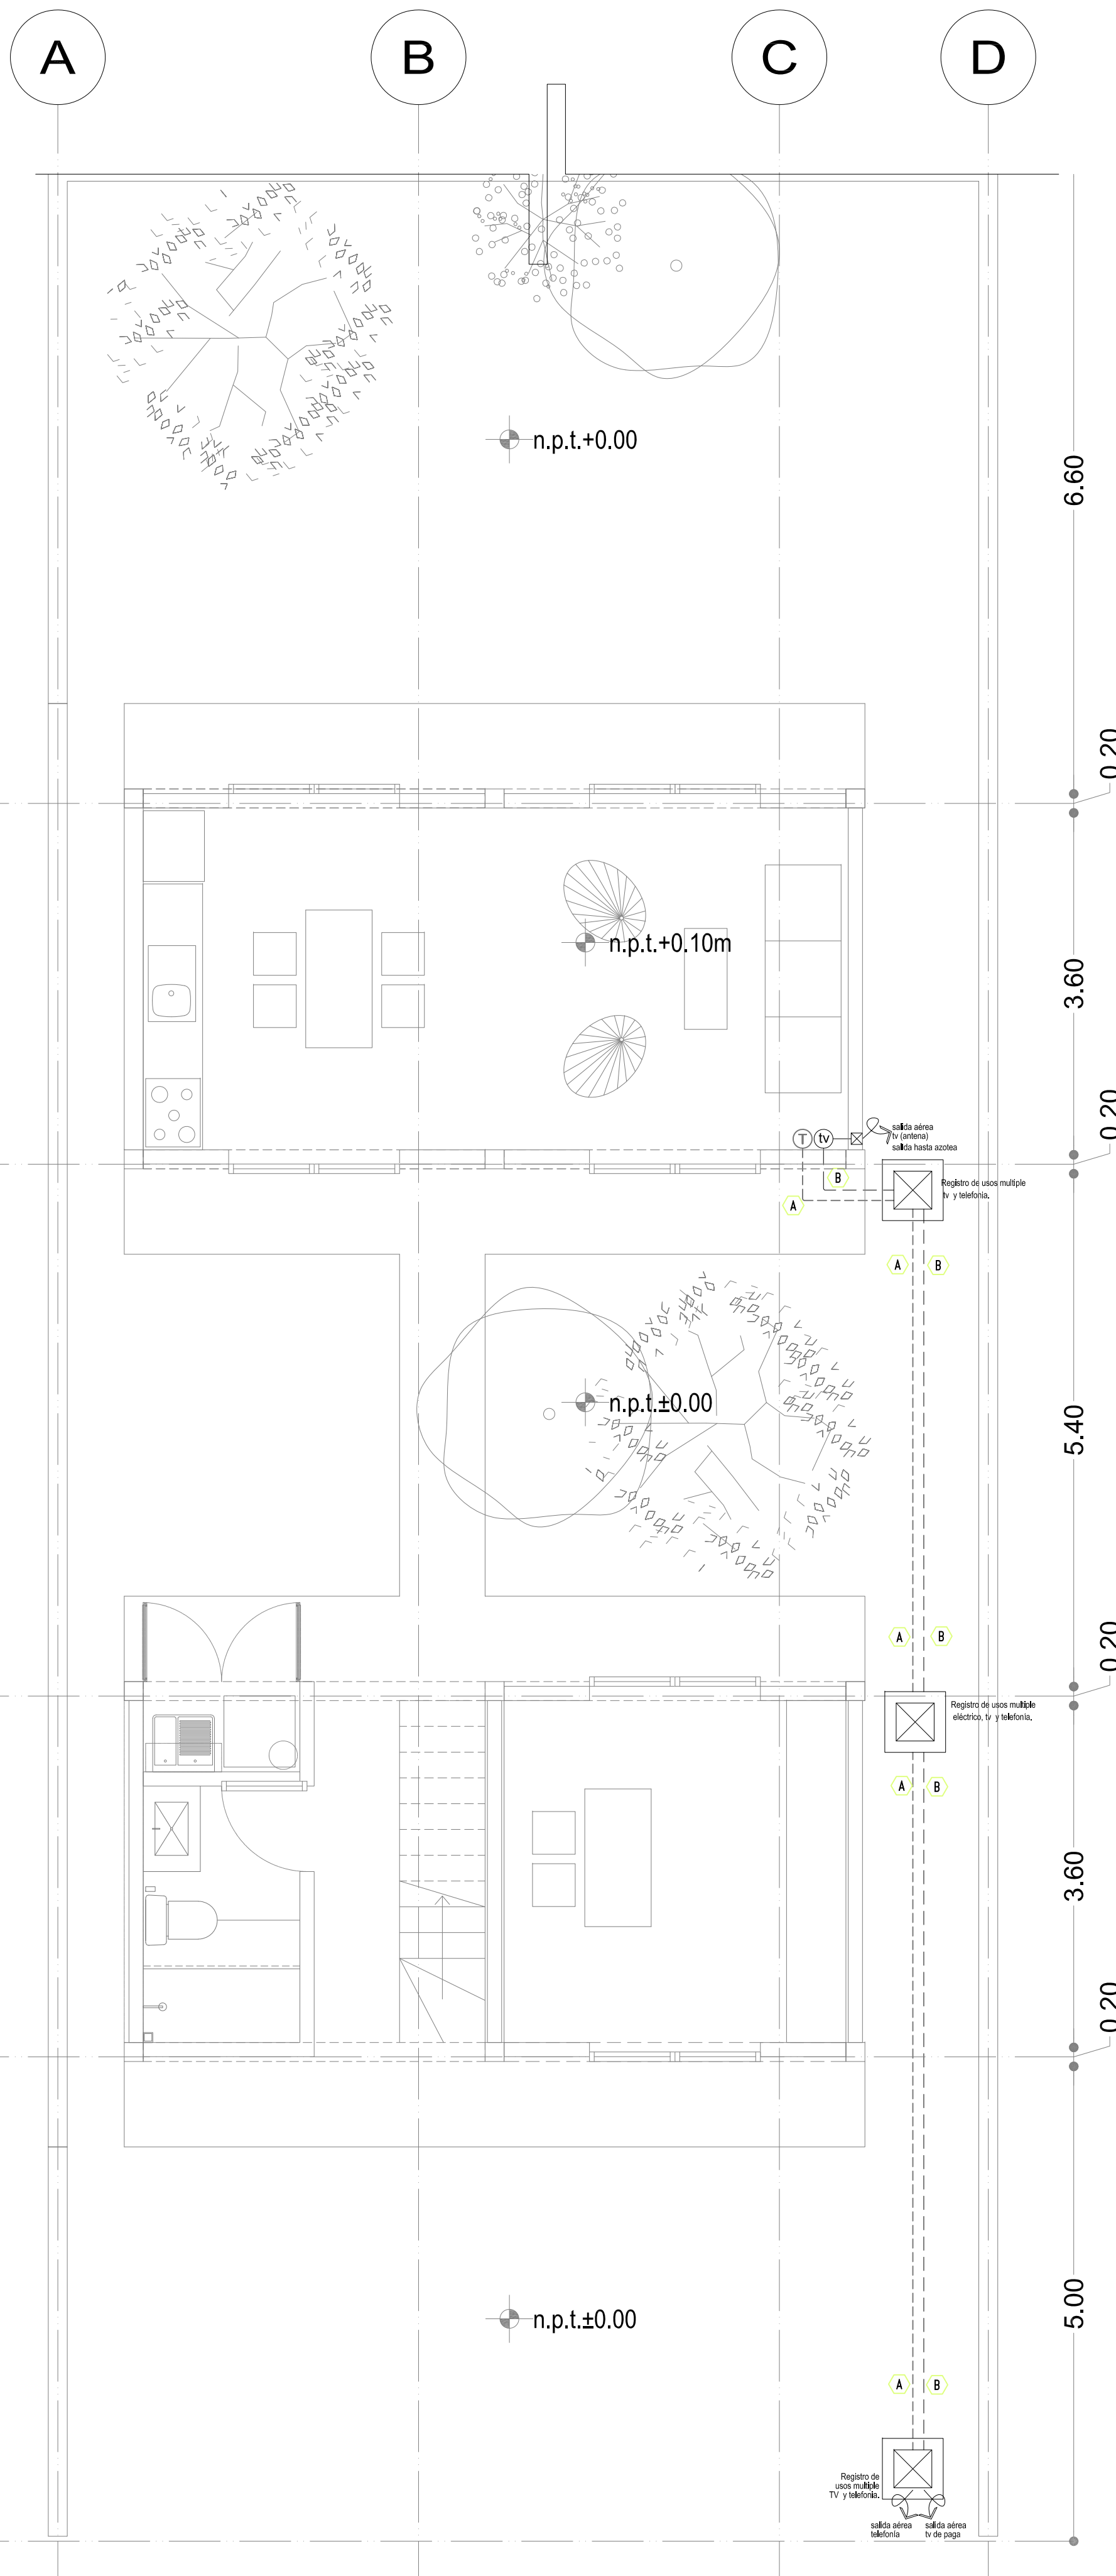 A
B
C
D
n.p.t.+0.00
6.60
0.20
n.p.t.+0.10m
3.60
0.20
T
tv
salida aérea
tv (antena)
salida hasta azotea
B
A
Registro de usos multiple
tv y telefonia.
A
B
n.p.t.±0.00
5.40
A
B
0.20
Registro de usos multiple
eléctrico, tv y telefonia.
A
B
3.60
0.20
n.p.t.±0.00
5.00
A
B
Registro de
usos multiple
TV y telefonia.
salida aérea
telefonía
salida aérea
tv de paga